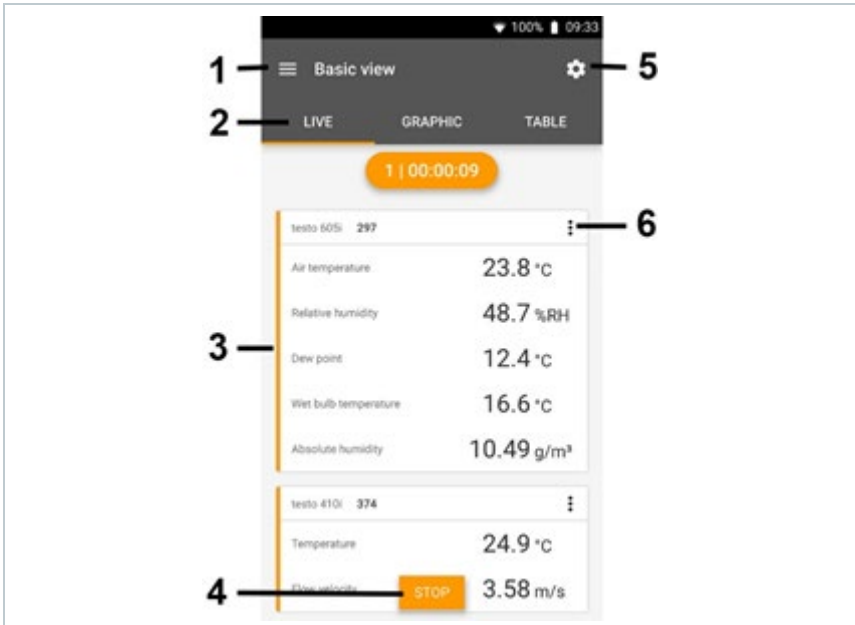 100% 09:33
1 Basic view 5
2 LIVE GRAPHIC TABLE
1 | 00:00:09
testo 605i 297 6
Air temperature 23.8 °C
Relative humidity 48.7 %RH
3
Dew point 12.4 °C
Wet bulb temperature 16.6 °C
Absolute humidity 10.49 g/m³
testo 410i 374
Temperature 24.9 °C
4 Flow velocity STOP 3.58 m/s